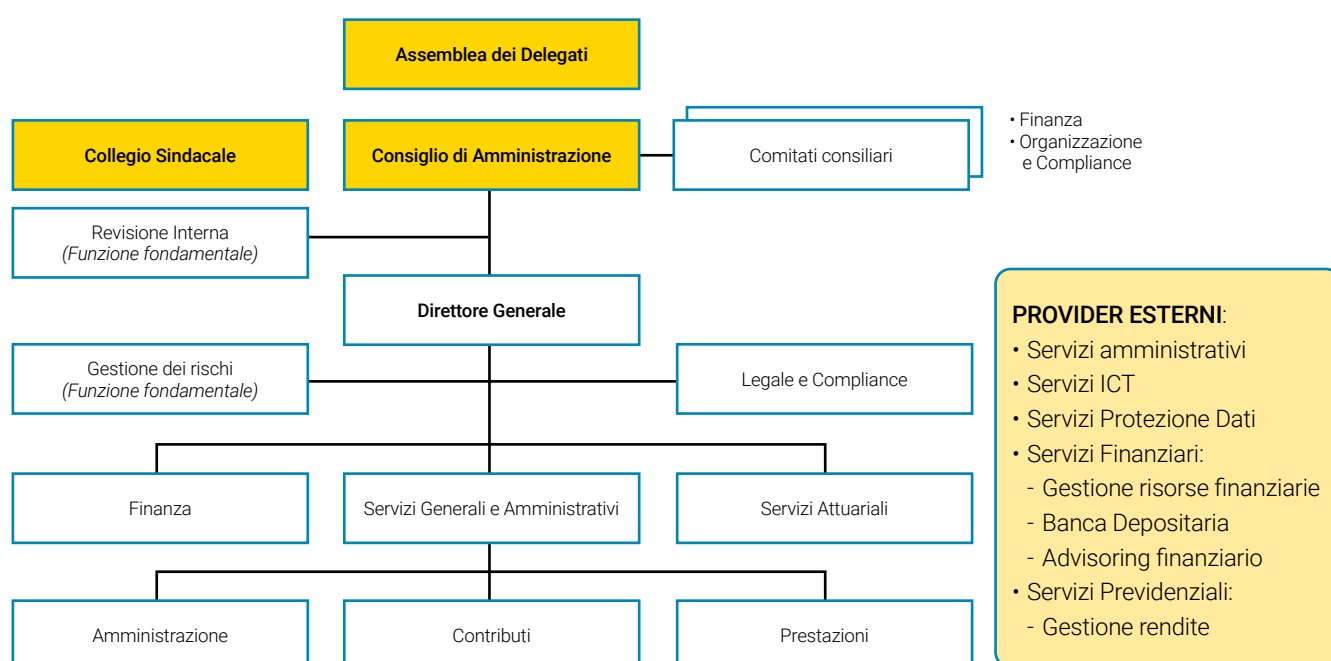 Assemblea dei Delegati
Collegio Sindacale
Consiglio di Amministrazione
Comitati consiliari
• Finanza
• Organizzazione
e Compliance
Revisione Interna
(Funzione fondamentale)
Direttore Generale
Gestione dei rischi
(Funzione fondamentale)
Legale e Compliance
Finanza
Servizi Generali e Amministrativi
Servizi Attuariali
Amministrazione
Contributi
Prestazioni
PROVIDER ESTERNI:
• Servizi amministrativi
• Servizi ICT
• Servizi Protezione Dati
• Servizi Finanziari:
- Gestione risorse finanziarie
- Banca Depositaria
- Advisoring finanziario
• Servizi Previdenziali:
- Gestione rendite